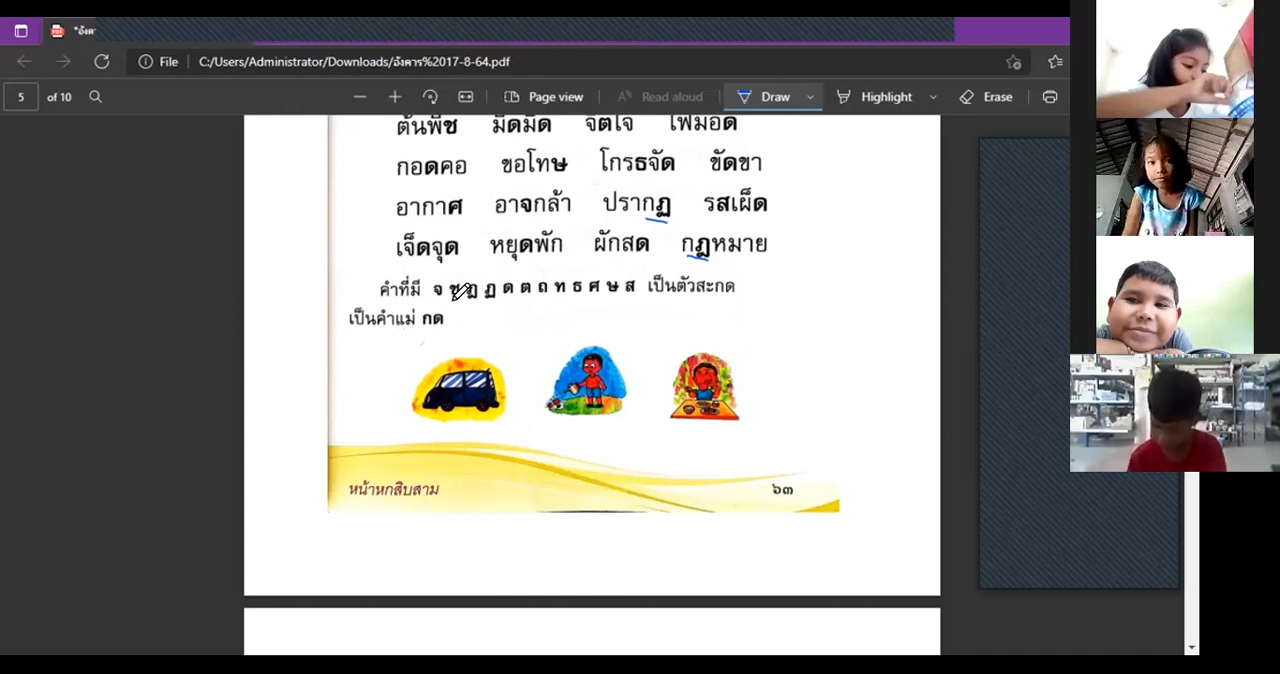 "อังค
File C:/Users/Administrator/Downloads/อังคาร%2017-8-64.pdf
5 of 10 Page view Read aloud Draw Highlight Erase
ต้นพืช มืดมิด จิตใจ ไฟมอด
กอดคอ ขอโทษ โกรธจัด ขัดขา
อากาศ อาจกล้า ปรากฏ รสเผ็ด
เจ็ดจุด หยุดพัก ผักสด กฎหมาย
คำที่มี จ ช ฎ ฏ ด ต ถ ท ธ ศ ษ ส เป็นตัวสะกด
เป็นคำแม่ กด
หน้าหกสิบสาม ๖๓